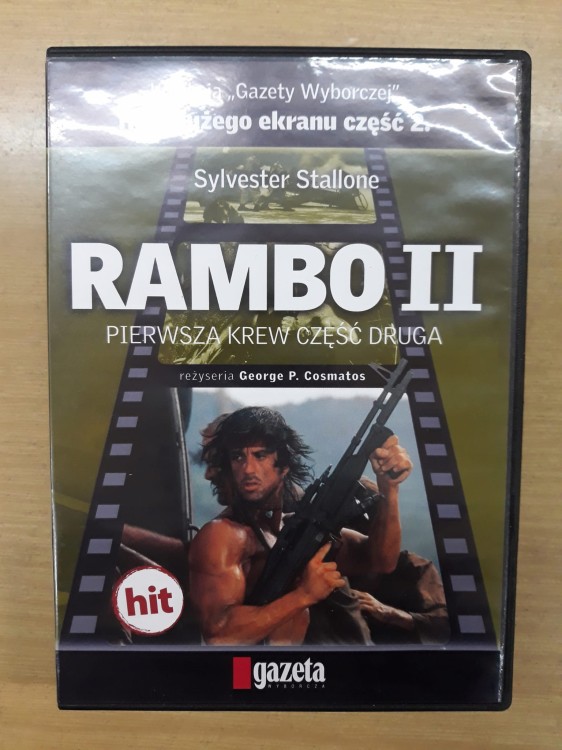 „Gazety Wyborczej"
ekranu część 2.
Sylvester Stallone
RAMBO II
PIERWSZA KREW CZĘŚĆ DRUGA
reżyseria George P. Cosmatos
hit
gazeta
WYBORCZA